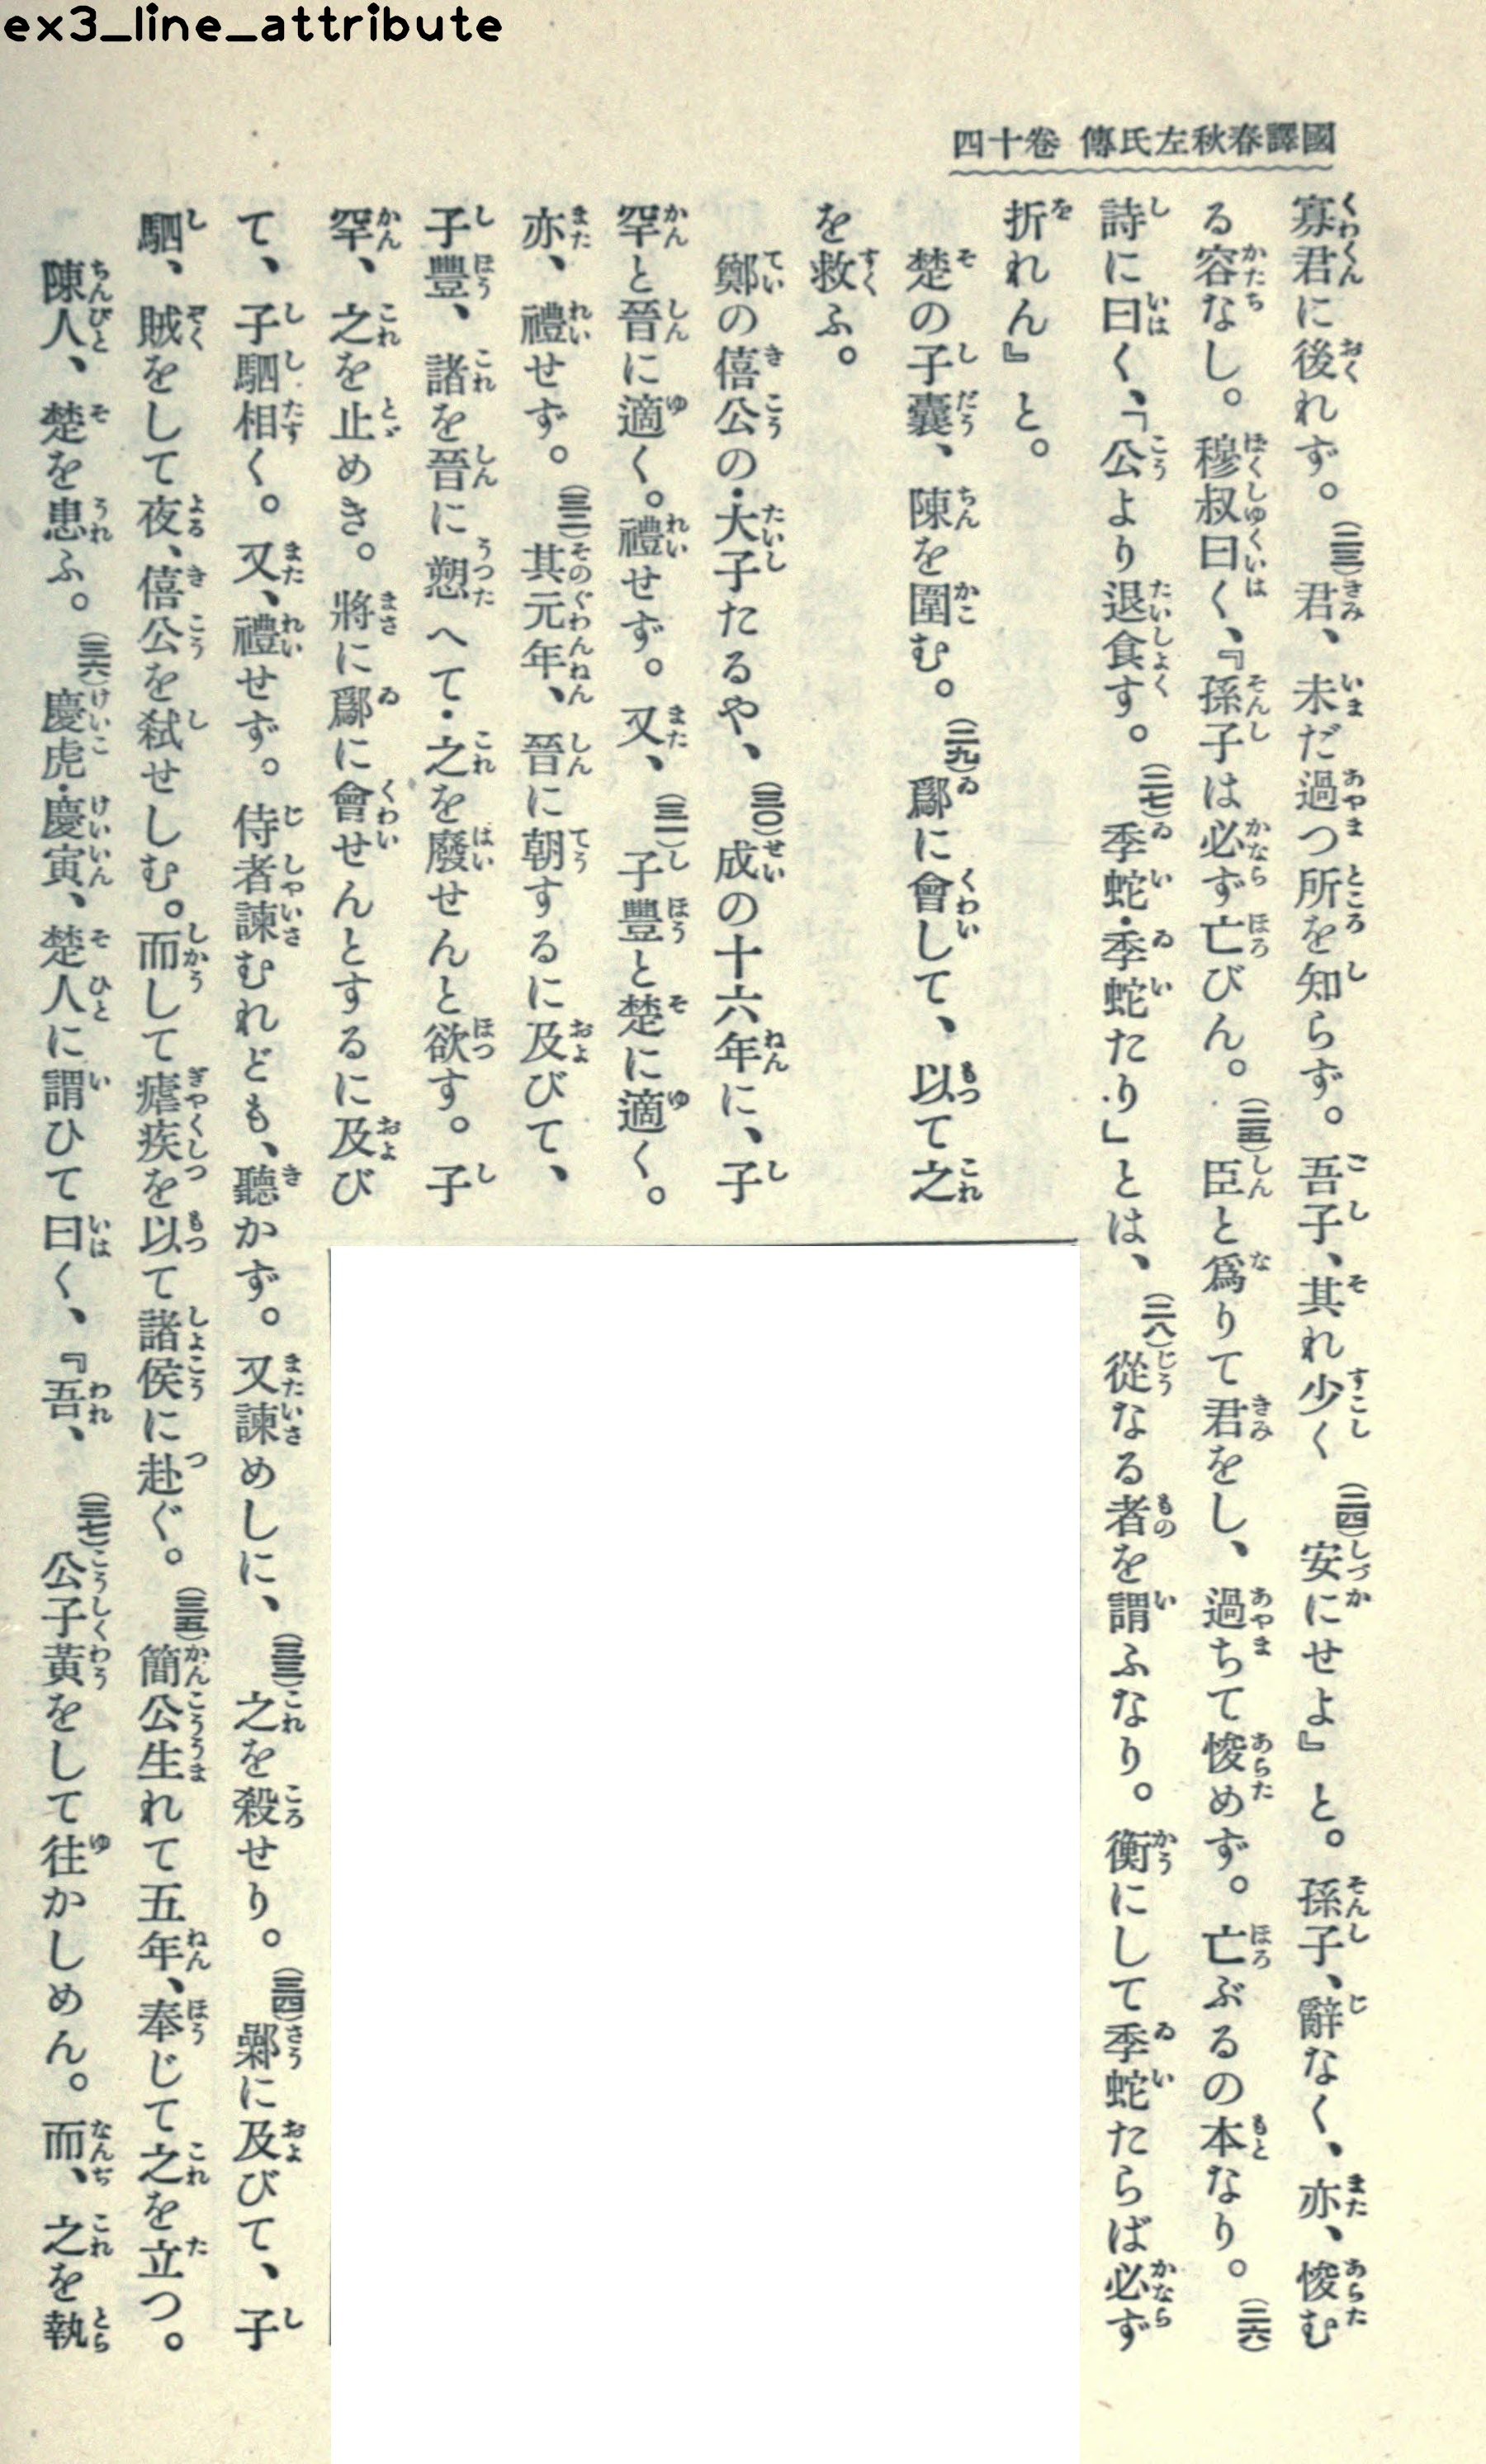 ex3_line_attribute
國譯春秋左氏傳 卷十四
寡君に後れず。(二三)君、未だ過つ所を知らず。吾子、其れ少く(二四)安にせよ』と。孫子、辭なく、亦、悛む
る容なし。穆叔曰く、『孫子は必ず亡びん。(二五)臣と爲りて君をし、過ちて悛めず。亡ぶるの本なり。(二六)
詩に曰く、「公より退食す。(二七)委蛇・委蛇たり」とは、(二八)從なる者を謂ふなり。衡にして委蛇たらば必ず
折れん』と。
楚の子囊、陳を圍む。(二九)鄬に會して、以て之
を救ふ。
鄭の僖公の・大子たるや、(三〇)成の十六年に、子
罕と晉に適く。禮せず。又、(三一)子豐と楚に適く。
亦、禮せず。(三二)其元年、晉に朝するに及びて、
子豐、諸を晉に愬へて・之を廢せんと欲す。子
罕、之を止めき。將に鄬に會せんとするに及び
て、子駟相く。又、禮せず。侍者諫むれども、聽かず。又諫めしに、(三三)之を殺せり。(三四)鄵に及びて、子
駟、賊をして夜、僖公を弑せしむ。而して瘧疾を以て諸侯に赴ぐ。(三五)簡公生れて五年、奉じて之を立つ。
陳人、楚を患ふ。(三六)慶虎・慶寅、楚人に謂ひて曰く、『吾、(三七)公子黃をして往かしめん。而、之を執